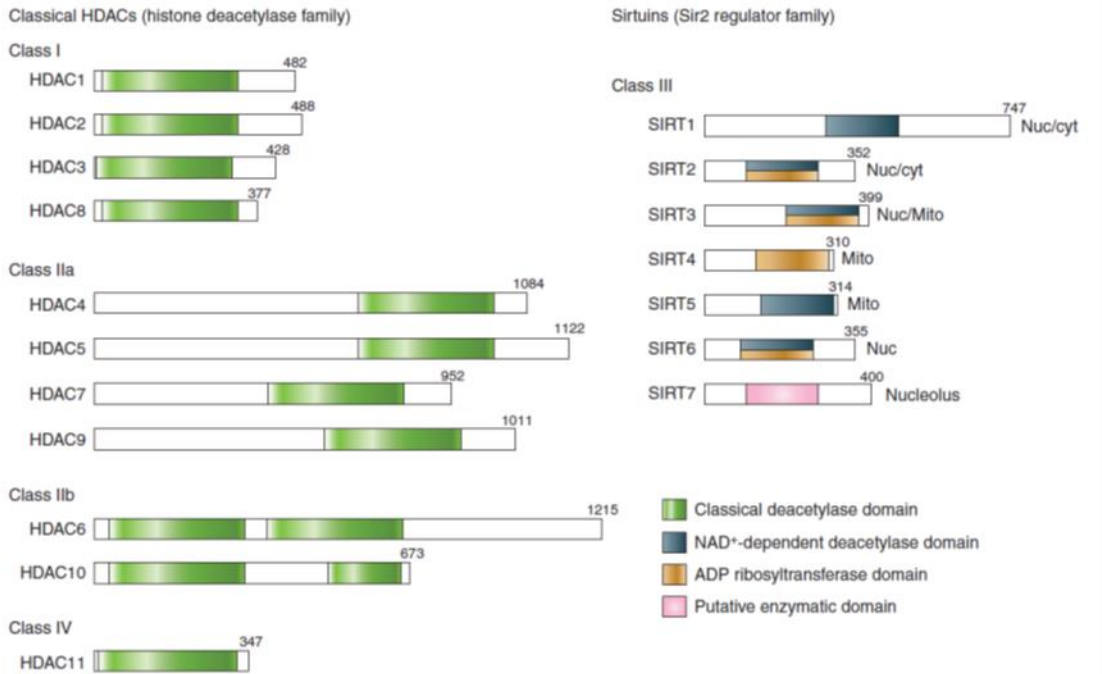 Classical HDACs (histone deacetylase family)
Class I
482
HDAC1
488
HDAC2
428
HDAC3
377
HDAC8
Class IIa
1084
HDAC4
1122
HDAC5
952
HDAC7
1011
HDAC9
Class IIb
1215
HDAC6
673
HDAC10
Class IV
347
HDAC11
Sirtuins (Sir2 regulator family)
Class III
747
SIRT1 Nuc/cyt
352
SIRT2 Nuc/cyt
399
SIRT3 Nuc/Mito
310
SIRT4 Mito
314
SIRT5 Mito
355
SIRT6 Nuc
400
SIRT7 Nucleolus
Classical deacetylase domain
NAD⁺-dependent deacetylase domain
ADP ribosyltransferase domain
Putative enzymatic domain